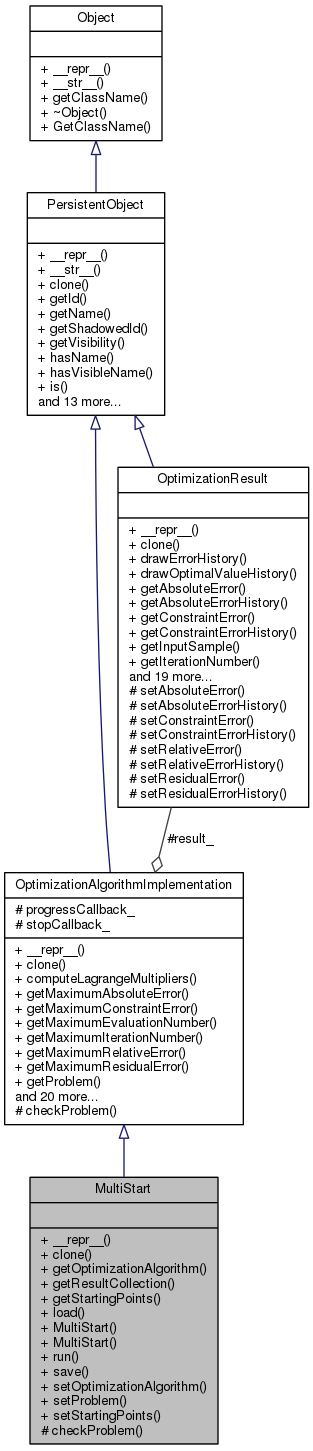 Object
+ __repr__()
+ __str__()
+ getClassName()
+ ~Object()
+ GetClassName()
PersistentObject
+ __repr__()
+ __str__()
+ clone()
+ getId()
+ getName()
+ getShadowedId()
+ getVisibility()
+ hasName()
+ hasVisibleName()
+ is()
and 13 more...
OptimizationResult
+ __repr__()
+ clone()
+ drawErrorHistory()
+ drawOptimalValueHistory()
+ getAbsoluteError()
+ getAbsoluteErrorHistory()
+ getConstraintError()
+ getConstraintErrorHistory()
+ getInputSample()
+ getIterationNumber()
and 19 more...
# setAbsoluteError()
# setAbsoluteErrorHistory()
# setConstraintError()
# setConstraintErrorHistory()
# setRelativeError()
# setRelativeErrorHistory()
# setResidualError()
# setResidualErrorHistory()
#result_
OptimizationAlgorithmImplementation
# progressCallback_
# stopCallback_
+ __repr__()
+ clone()
+ computeLagrangeMultipliers()
+ getMaximumAbsoluteError()
+ getMaximumConstraintError()
+ getMaximumEvaluationNumber()
+ getMaximumIterationNumber()
+ getMaximumRelativeError()
+ getMaximumResidualError()
+ getProblem()
and 20 more...
# checkProblem()
MultiStart
+ __repr__()
+ clone()
+ getOptimizationAlgorithm()
+ getResultCollection()
+ getStartingPoints()
+ load()
+ MultiStart()
+ MultiStart()
+ run()
+ save()
+ setOptimizationAlgorithm()
+ setProblem()
+ setStartingPoints()
# checkProblem()